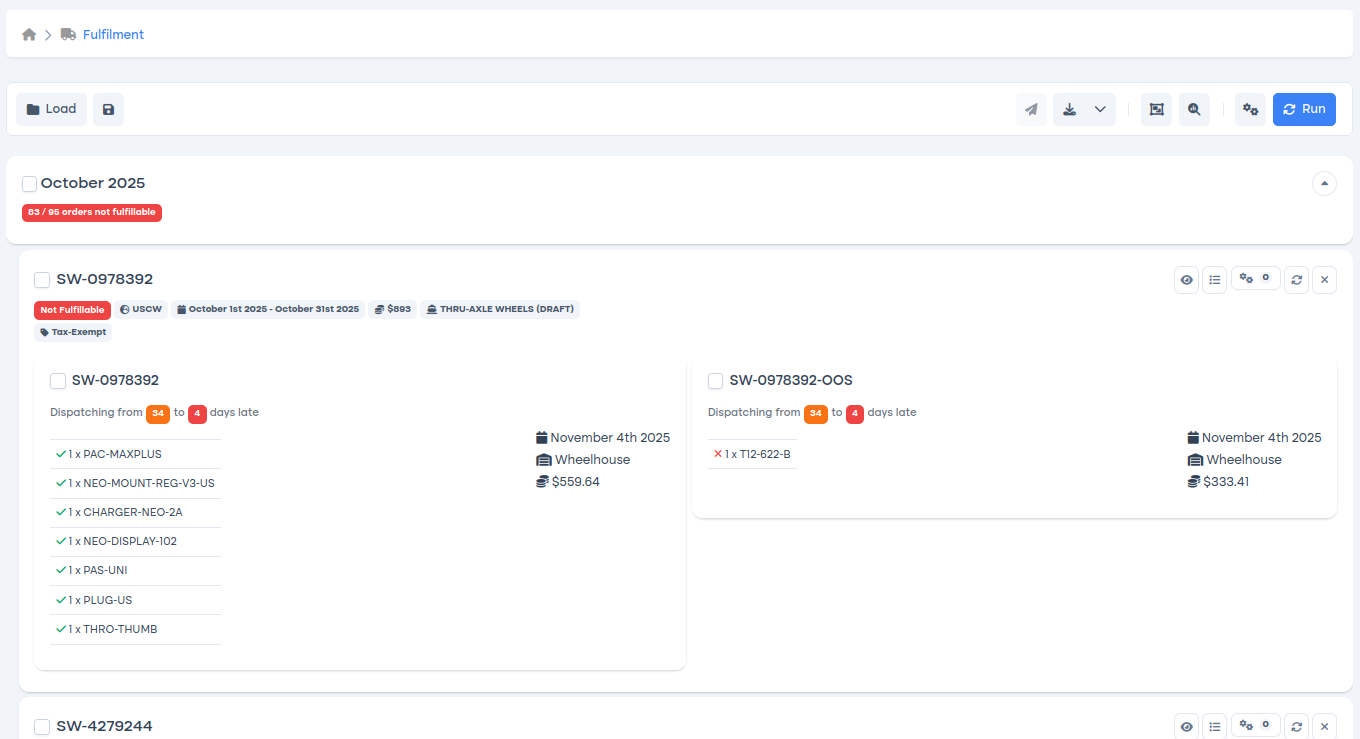 Fulfilment
Load
Run
October 2025
83 / 95 orders not fulfillable
SW-0978392
0
Not Fulfillable USCW October 1st 2025 - October 31st 2025 $893 THRU-AXLE WHEELS (DRAFT)
Tax-Exempt
SW-0978392
Dispatching from 34 to 4 days late
1 x PAC-MAXPLUS
1 x NEO-MOUNT-REG-V3-US
1 x CHARGER-NEO-2A
1 x NEO-DISPLAY-102
1 x PAS-UNI
1 x PLUG-US
1 x THRO-THUMB
November 4th 2025
Wheelhouse
$559.64
SW-0978392-OOS
Dispatching from 34 to 4 days late
1 x T12-622-B
November 4th 2025
Wheelhouse
$333.41
SW-4279244
0